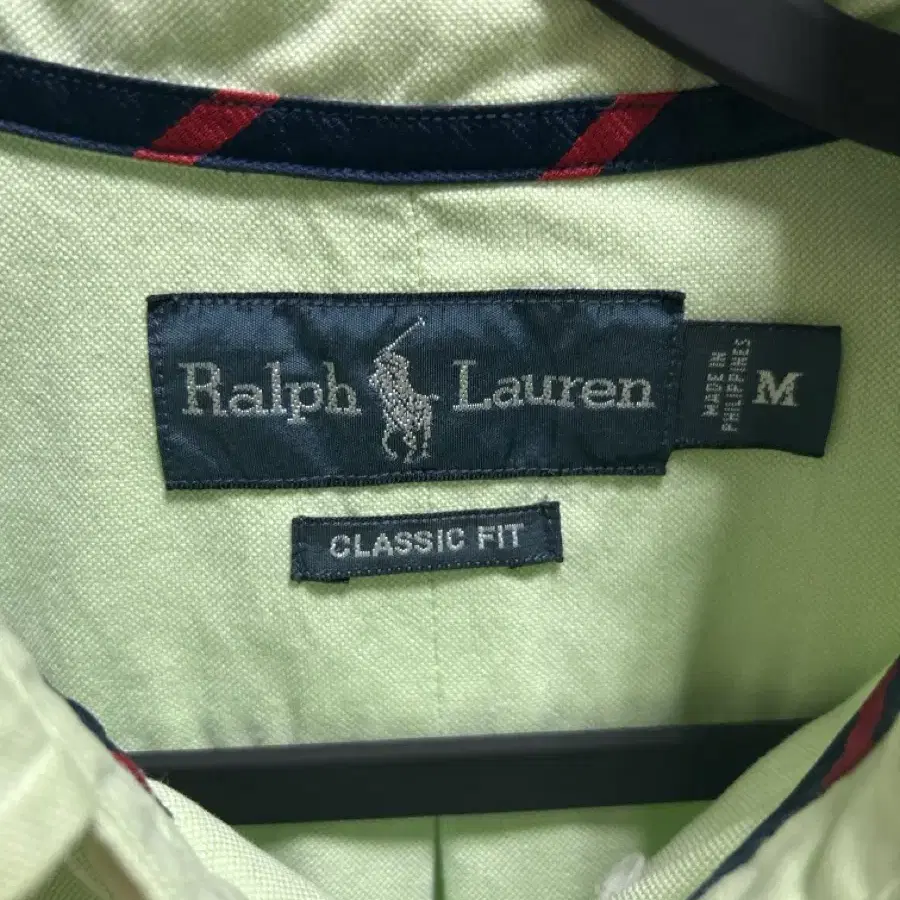 Ralph Lauren
MADE IN
PHILIPPINES
M
CLASSIC FIT